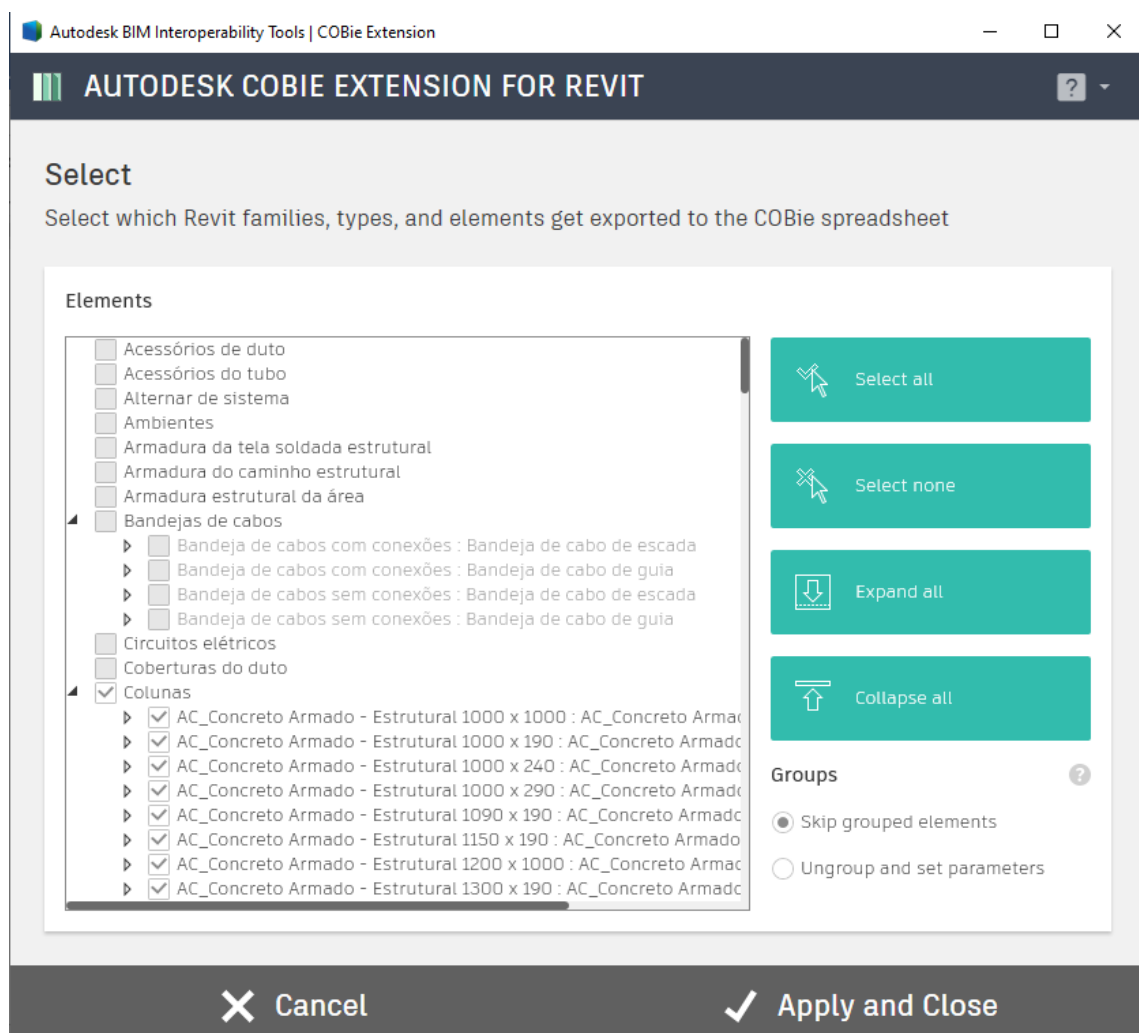 Autodesk BIM Interoperability Tools | COBie Extension
AUTODESK COBIE EXTENSION FOR REVIT
?
Select
Select which Revit families, types, and elements get exported to the COBie spreadsheet
Elements
Acessórios de duto
Acessórios do tubo
Alternar de sistema
Ambientes
Armadura da tela soldada estrutural
Armadura do caminho estrutural
Armadura estrutural da área
Bandejas de cabos
Bandeja de cabos com conexões : Bandeja de cabo de escada
Bandeja de cabos com conexões : Bandeja de cabo de guia
Bandeja de cabos sem conexões : Bandeja de cabo de escada
Bandeja de cabos sem conexões : Bandeja de cabo de guia
Circuitos elétricos
Coberturas do duto
Colunas
AC_Concreto Armado - Estrutural 1000 x 1000 : AC_Concreto Armad
AC_Concreto Armado - Estrutural 1000 x 190 : AC_Concreto Armado
AC_Concreto Armado - Estrutural 1000 x 240 : AC_Concreto Armado
AC_Concreto Armado - Estrutural 1000 x 290 : AC_Concreto Armado
AC_Concreto Armado - Estrutural 1090 x 190 : AC_Concreto Armado
AC_Concreto Armado - Estrutural 1150 x 190 : AC_Concreto Armado
AC_Concreto Armado - Estrutural 1200 x 1000 : AC_Concreto Armad
AC_Concreto Armado - Estrutural 1300 x 190 : AC_Concreto Armado
Select all
Select none
Expand all
Collapse all
Groups
?
Skip grouped elements
Ungroup and set parameters
Cancel
Apply and Close